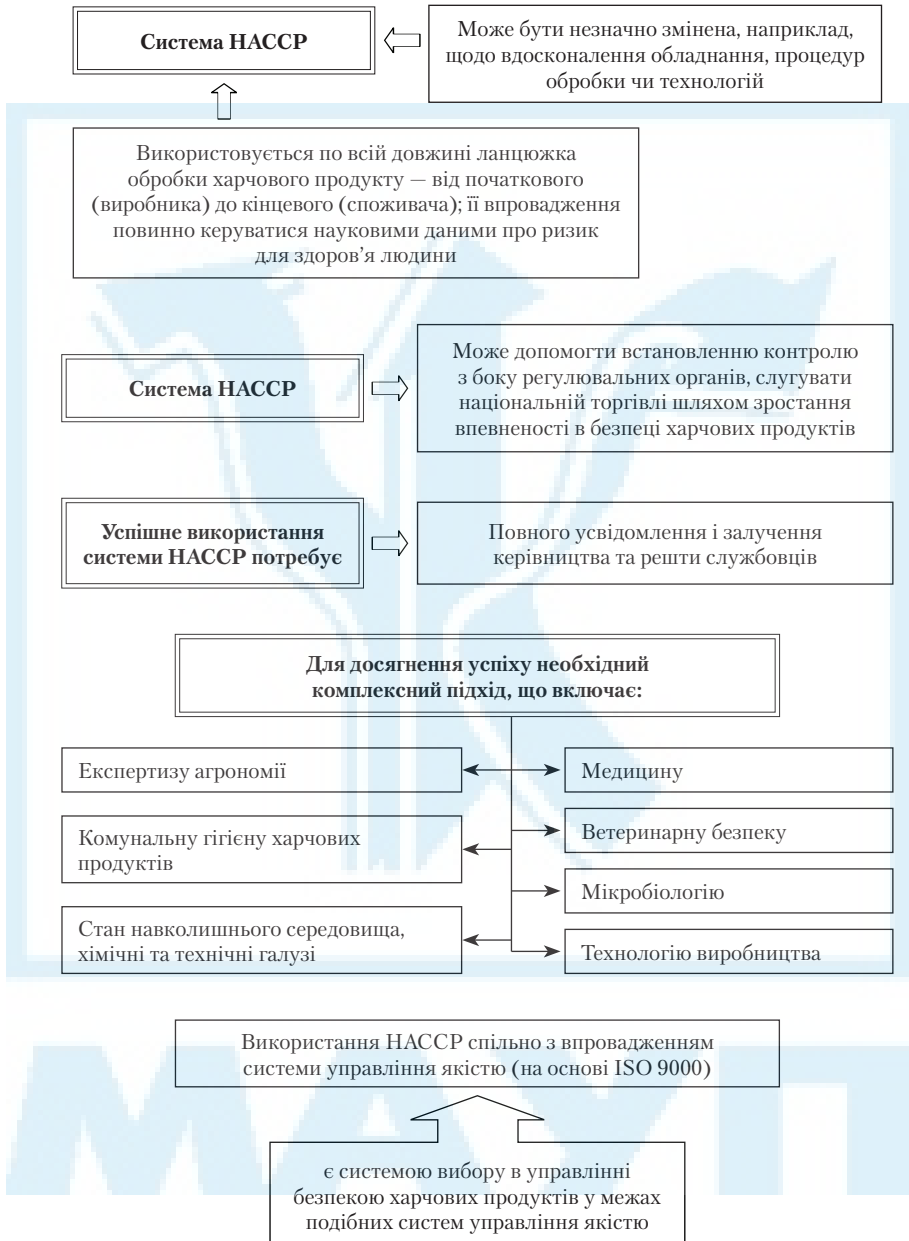 Система НАССР
Може бути незначно змінена, наприклад,
щодо вдосконалення обладнання, процедур
обробки чи технологій
Використовується по всій довжині ланцюжка
обробки харчового продукту — від початкового
(виробника) до кінцевого (споживача); її впровадження
повинно керуватися науковими даними про ризик
для здоров’я людини
Система НАССР
Може допомогти встановленню контролю
з боку регулювальних органів, слугувати
національній торгівлі шляхом зростання
впевненості в безпеці харчових продуктів
Успішне використання
системи НАССР потребує
Повного усвідомлення і залучення
керівництва та решти службовців
Для досягнення успіху необхідний
комплексний підхід, що включає:
Експертизу агрономії
Медицину
Комунальну гігієну харчових
продуктів
Ветеринарну безпеку
Мікробіологію
Стан навколишнього середовища,
хімічні та технічні галузі
Технологію виробництва
Використання НАССР спільно з впровадженням
системи управління якістю (на основі ISO 9000)
є системою вибору в управлінні
безпекою харчових продуктів у межах
подібних систем управління якістю
МАУП